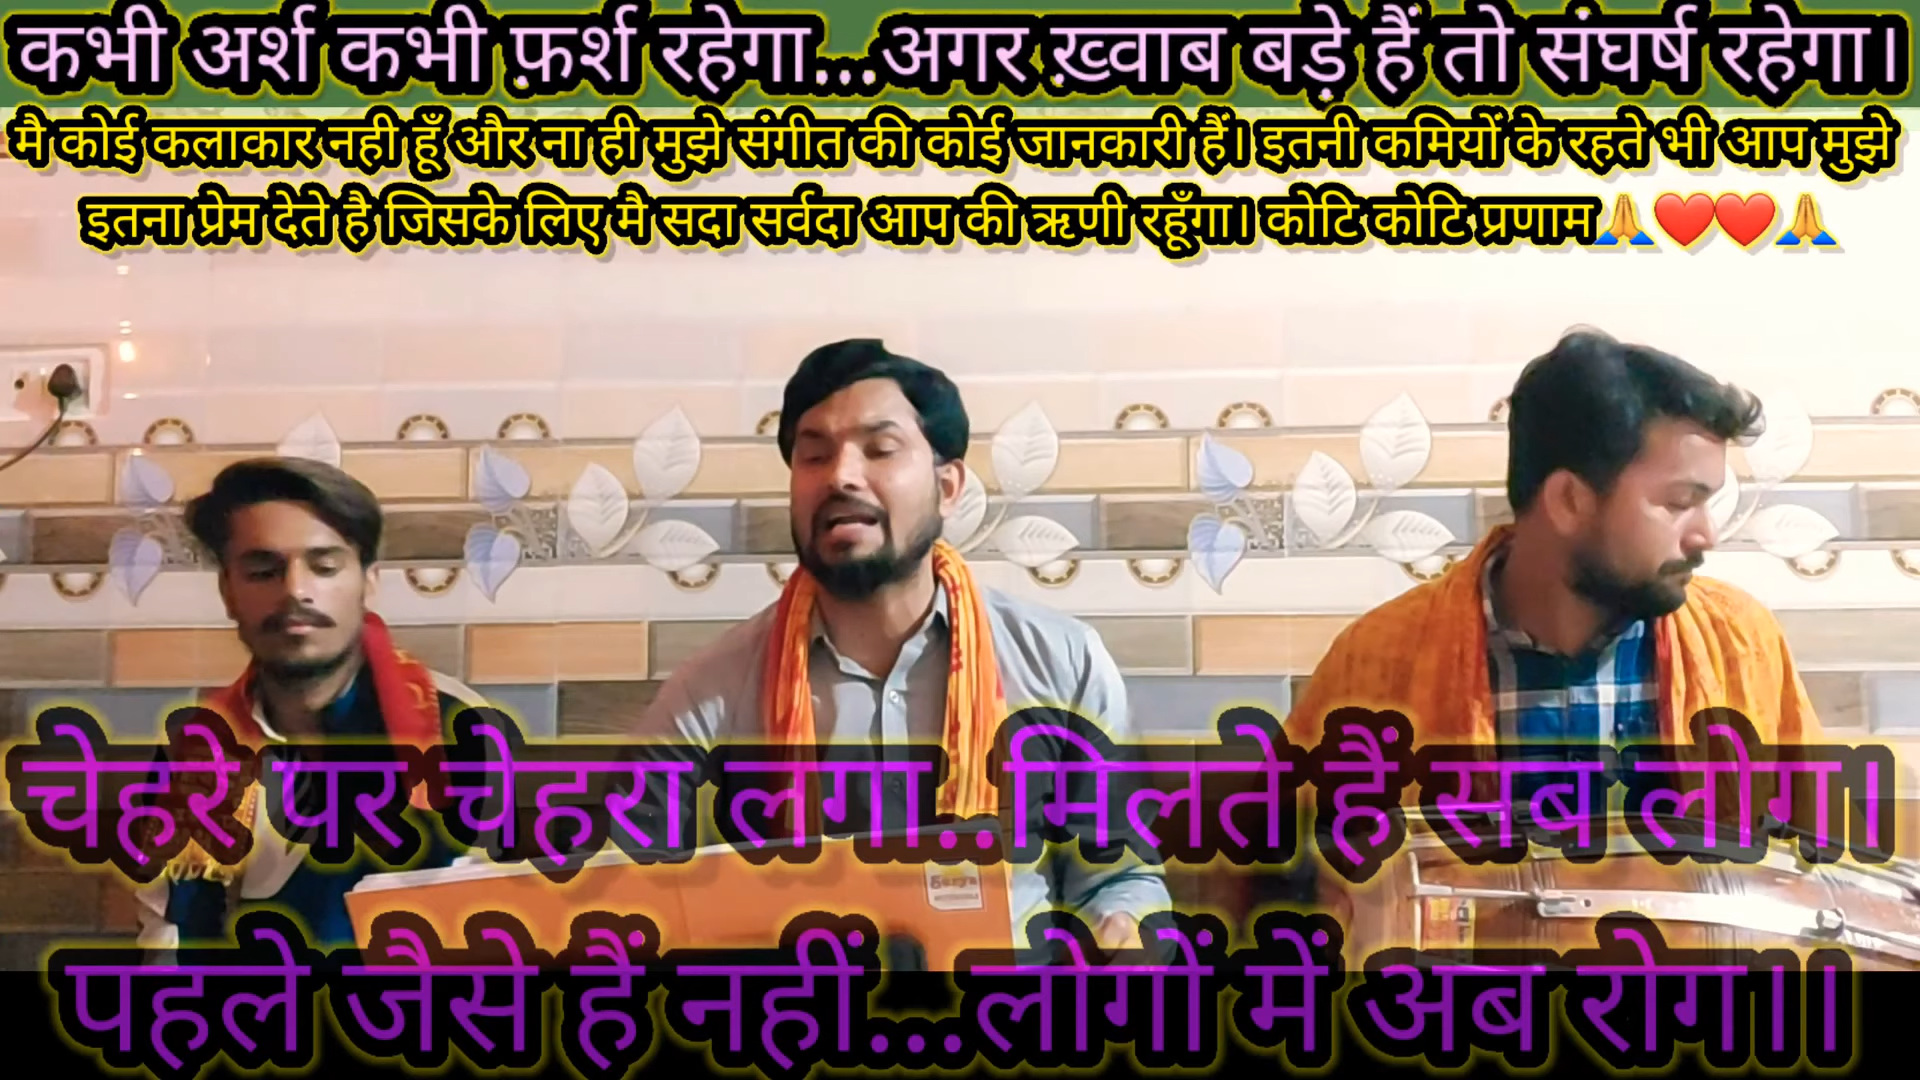 कभी अर्श कभी फ़र्श रहेगा...अगर ख़्वाब बड़े हैं तो संघर्ष रहेगा।
मै कोई कलाकार नही हूँ और ना ही मुझे संगीत की कोई जानकारी हैं। इतनी कमियों के रहते भी आप मुझे
इतना प्रेम देते है जिसके लिए मै सदा सर्वदा आप की ऋणी रहूँगा। कोटि कोटि प्रणाम🙏❤️❤️🙏
चेहरे पर चेहरा लगा..मिलते हैं सब लोग।
Surya
पहले जैसे हैं नहीं...लोगों में अब रोग।।